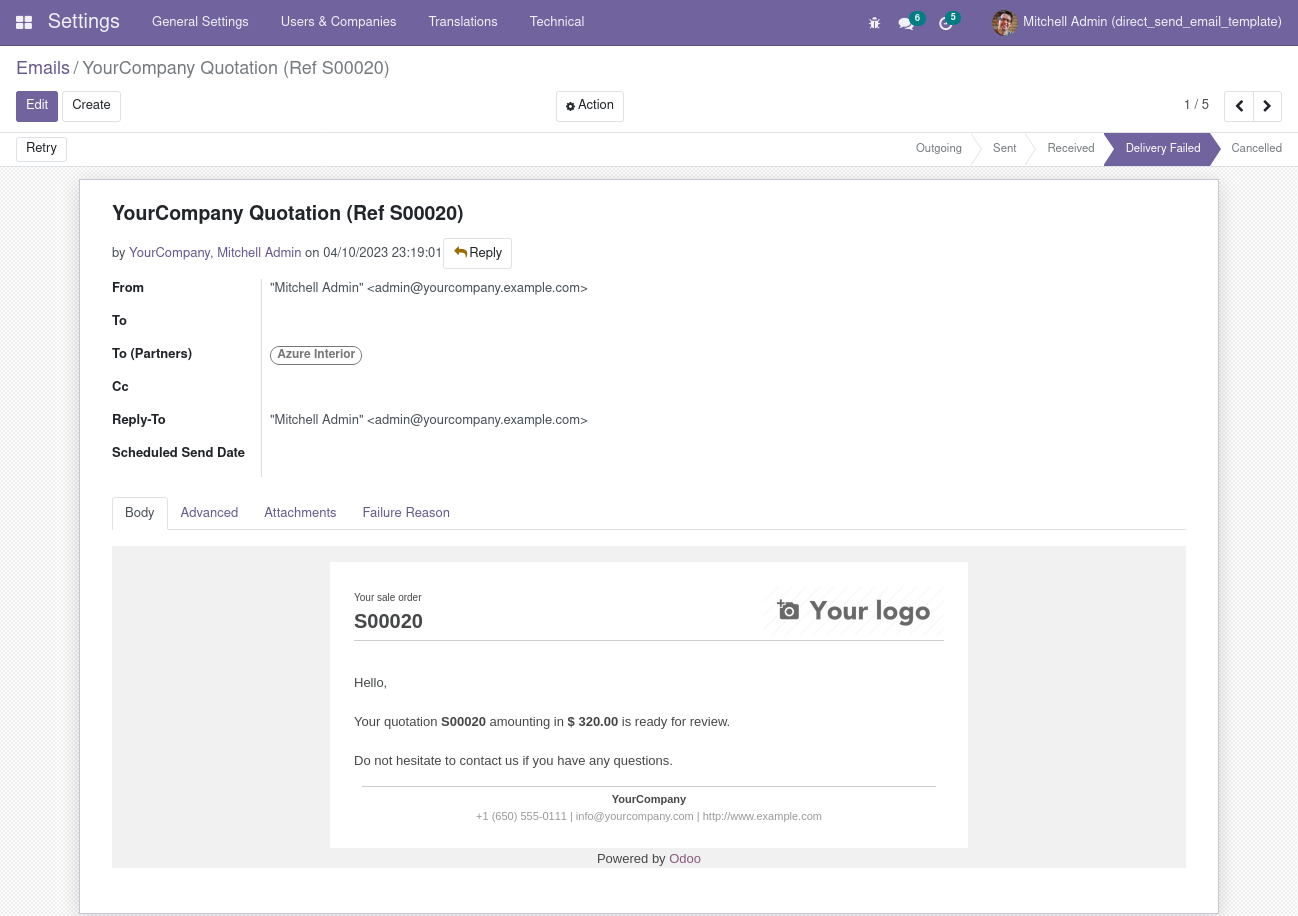 Settings General Settings Users & Companies Translations Technical 6 5 Mitchell Admin (direct_send_email_template)
Emails / YourCompany Quotation (Ref S00020)
Edit Create Action 1 / 5
Retry Outgoing Sent Received Delivery Failed Cancelled
YourCompany Quotation (Ref S00020)
by YourCompany, Mitchell Admin on 04/10/2023 23:19:01 Reply
From "Mitchell Admin" <admin@yourcompany.example.com>
To
To (Partners) Azure Interior
Cc
Reply-To "Mitchell Admin" <admin@yourcompany.example.com>
Scheduled Send Date
Body Advanced Attachments Failure Reason
Your sale order
S00020 Your logo
Hello,
Your quotation S00020 amounting in $ 320.00 is ready for review.
Do not hesitate to contact us if you have any questions.
YourCompany
+1 (650) 555-0111 | info@yourcompany.com | http://www.example.com
Powered by Odoo